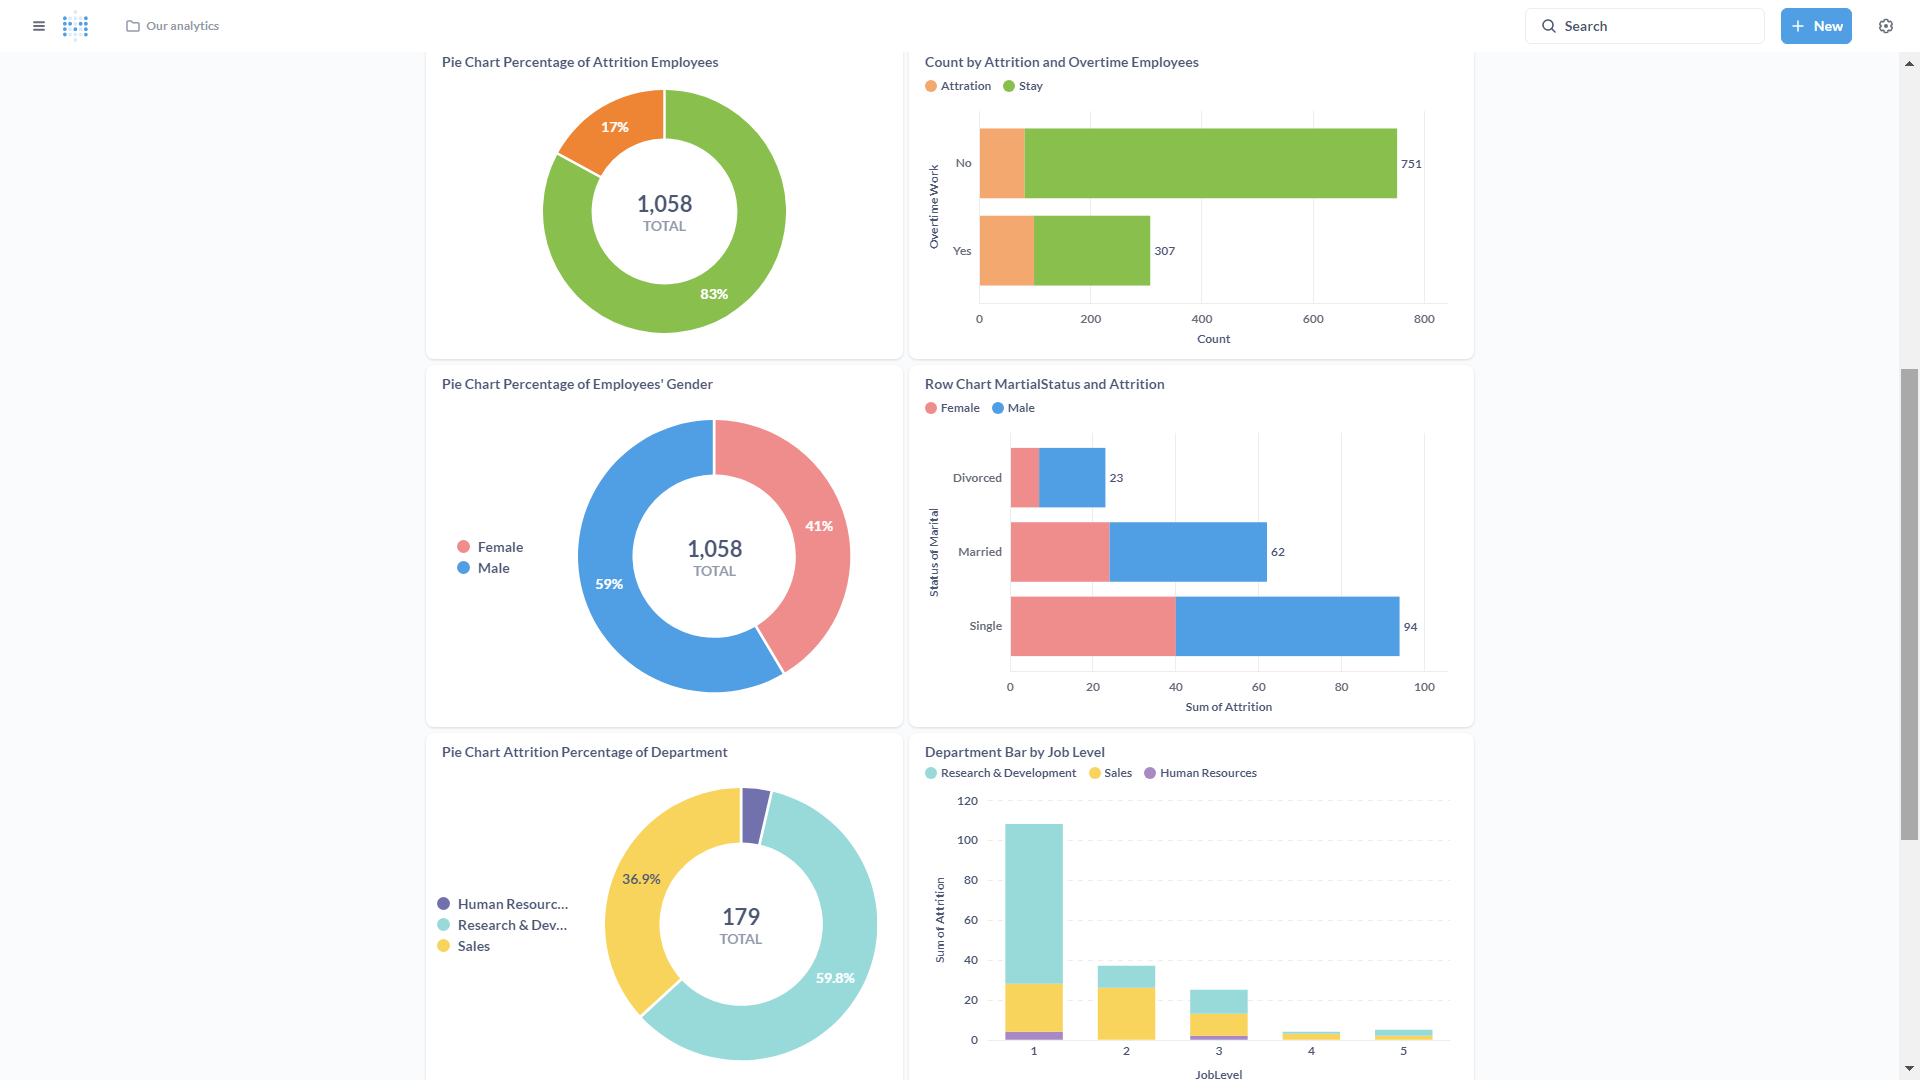 Our analytics
Search
New
Pie Chart Percentage of Attrition Employees
17%
1,058
TOTAL
83%
Count by Attrition and Overtime Employees
Attration
Stay
Overtime Work
No
751
Yes
307
0 200 400 600 800
Count
Pie Chart Percentage of Employees' Gender
Female
Male
41%
1,058
TOTAL
59%
Row Chart MartialStatus and Attrition
Female
Male
Status of Marital
Divorced
23
Married
62
Single
94
0 20 40 60 80 100
Sum of Attrition
Pie Chart Attrition Percentage of Department
Human Resourc...
Research & Dev...
Sales
36.9%
179
TOTAL
59.8%
Department Bar by Job Level
Research & Development
Sales
Human Resources
Sum of Attrition
120
100
80
60
40
20
0
1 2 3 4 5
JobLevel